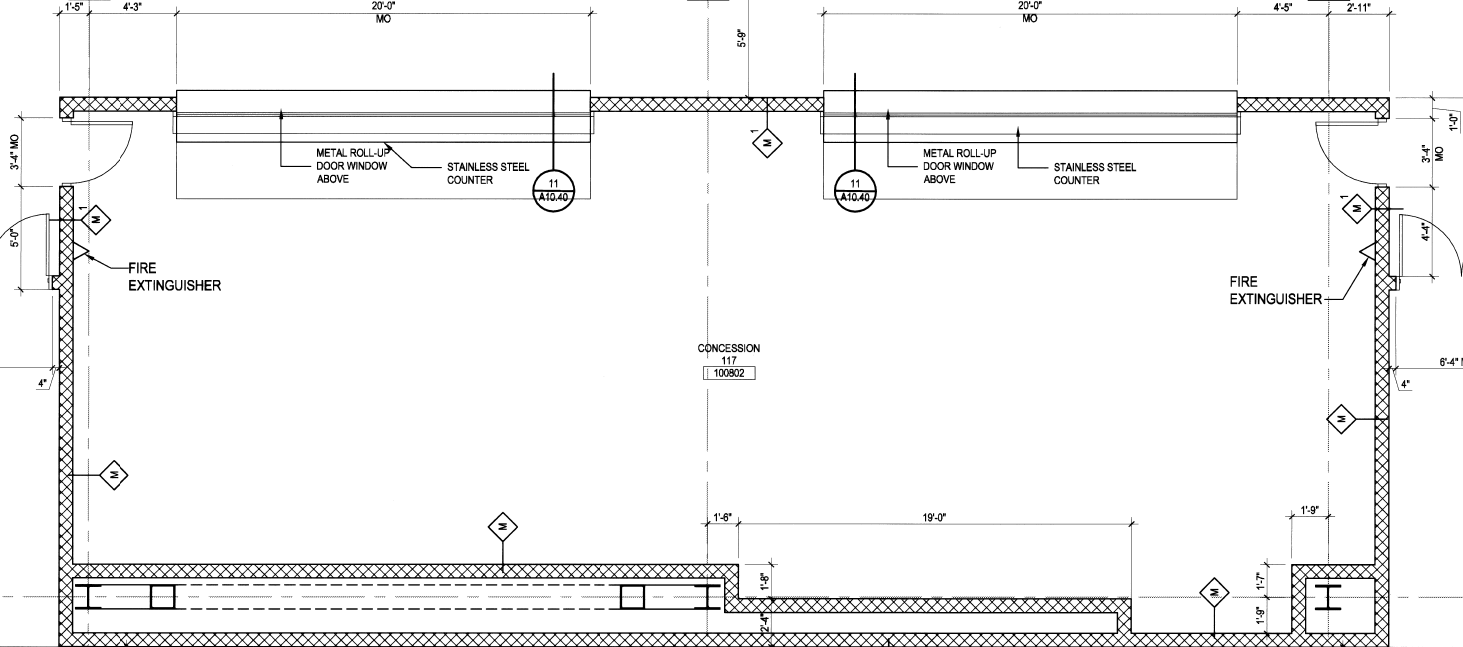 1'-5"
4'-3"
20'-0"
MO
20'-0"
MO
4'-5"
2'-11"
5'-9"
1'-0"
3'-4" MO
3'-4"
MO
METAL ROLL-UP
DOOR WINDOW
ABOVE
STAINLESS STEEL
COUNTER
11
A10.40
1
M
11
A10.40
METAL ROLL-UP
DOOR WINDOW
ABOVE
STAINLESS STEEL
COUNTER
1
M
1
M
5'-0"
4'-4"
FIRE
EXTINGUISHER
FIRE
EXTINGUISHER
CONCESSION
117
100802
4"
6'-4"
4"
M
M
M
1'-6"
19'-0"
1'-9"
1'-8"
2'-4"
M
1'-7"
1'-9"